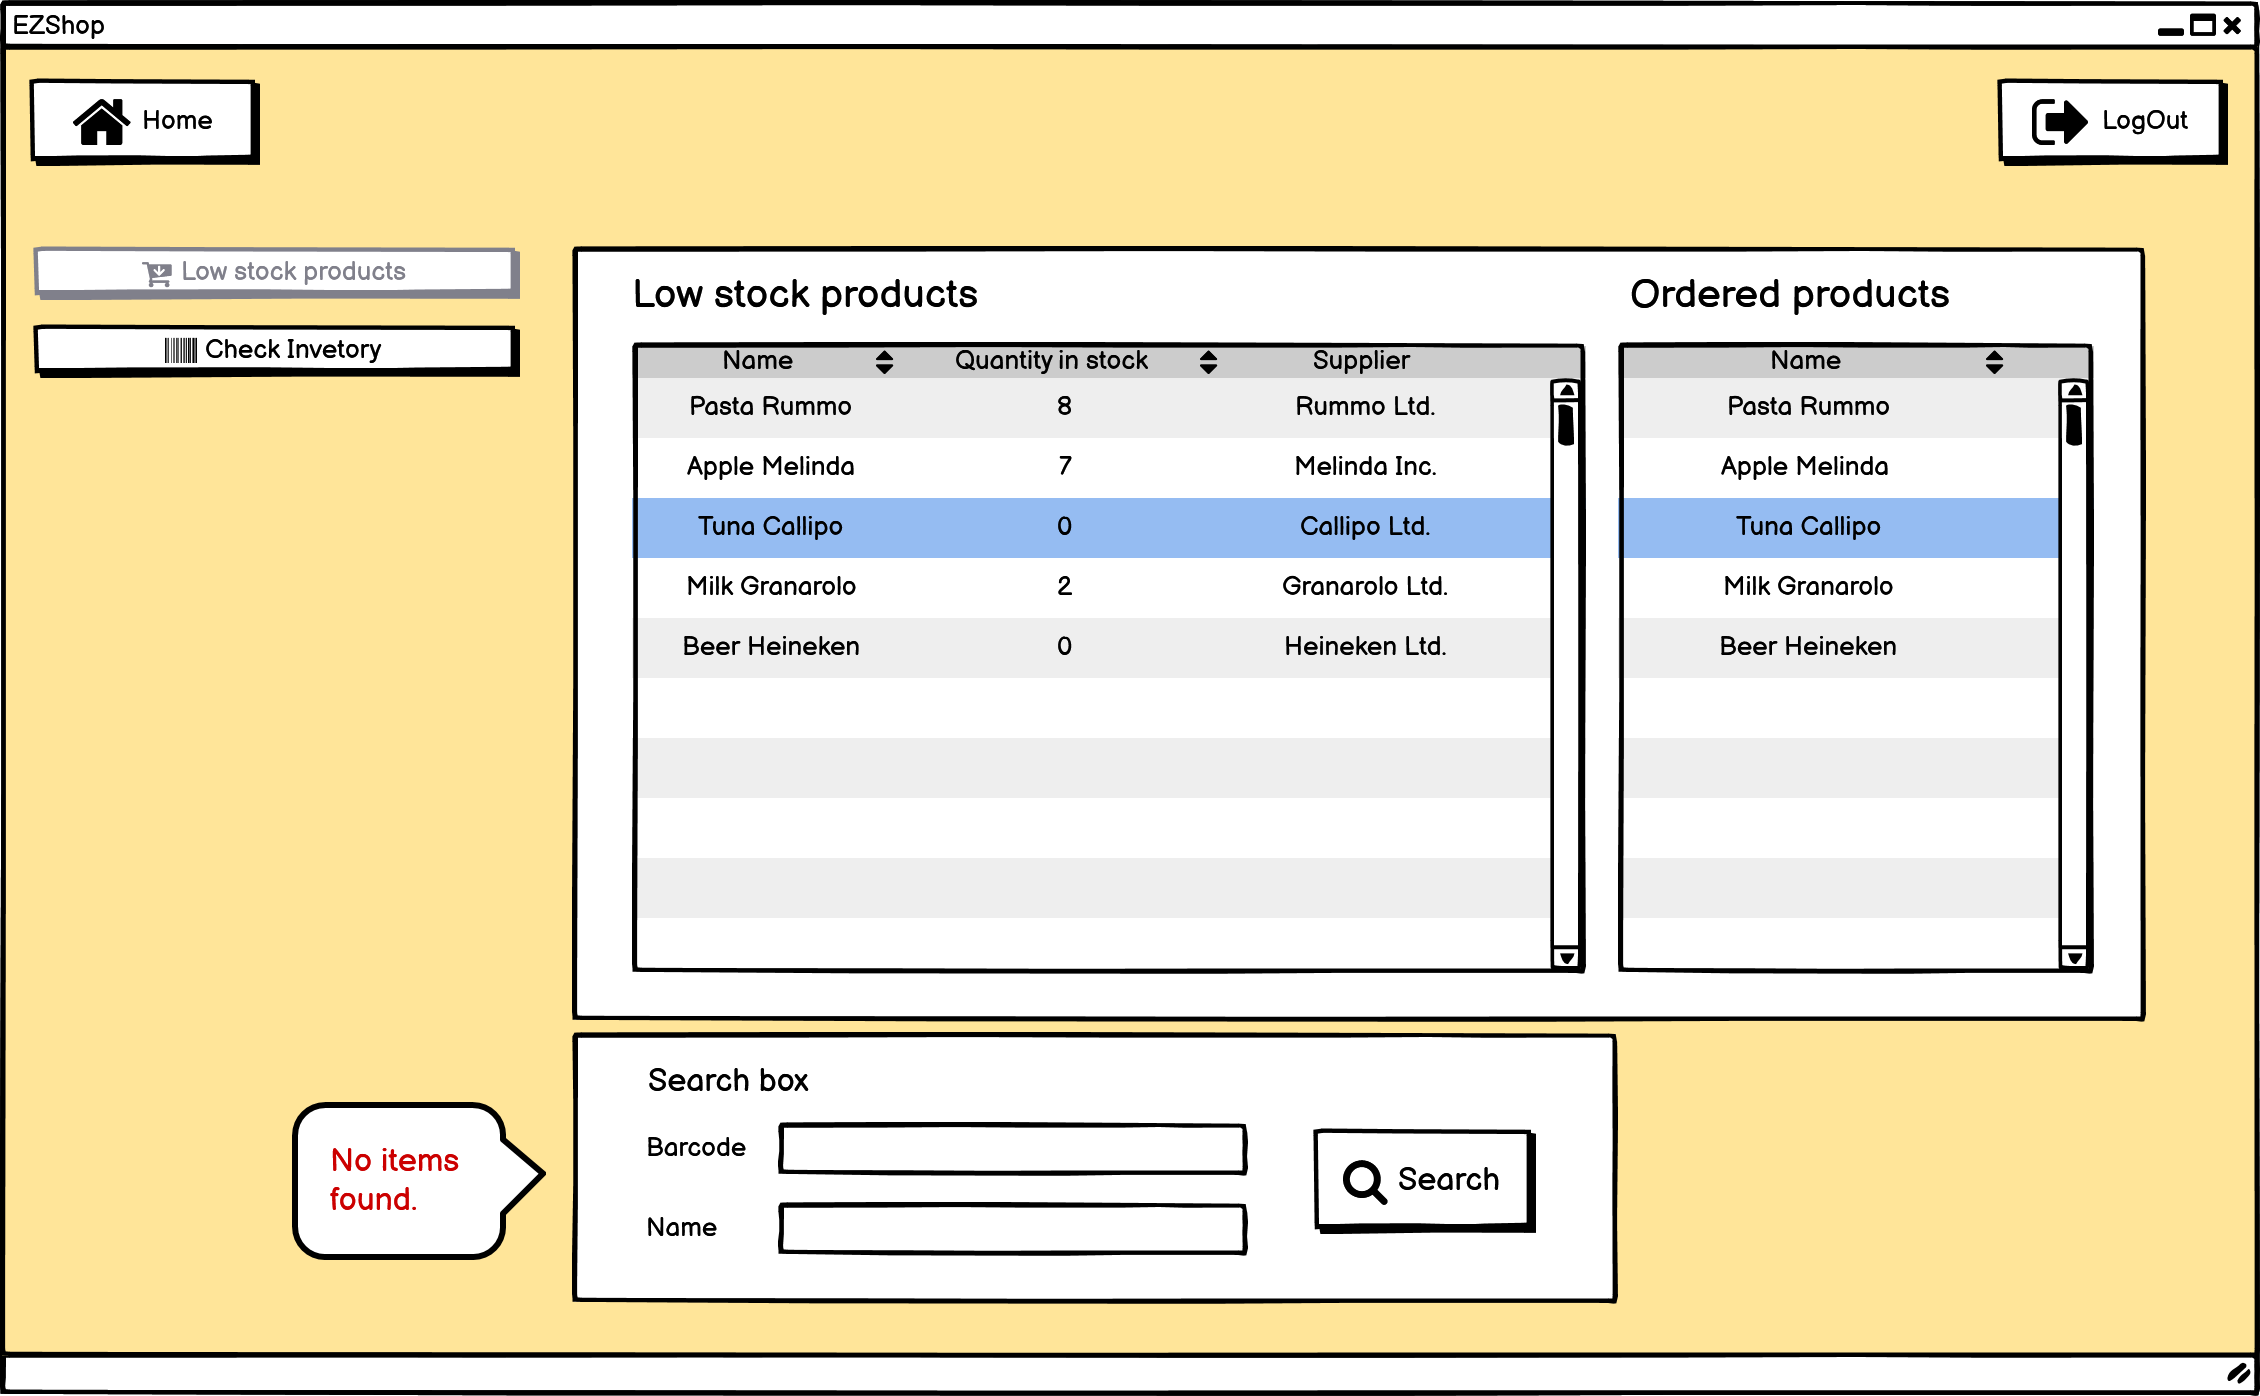 EZShop
Home
LogOut
Low stock products
Check Invetory
Low stock products
Ordered products
Name Quantity in stock Supplier
Pasta Rummo 8 Rummo Ltd.
Apple Melinda 7 Melinda Inc.
Tuna Callipo 0 Callipo Ltd.
Milk Granarolo 2 Granarolo Ltd.
Beer Heineken 0 Heineken Ltd.
Name
Pasta Rummo
Apple Melinda
Tuna Callipo
Milk Granarolo
Beer Heineken
No items
found.
Search box
Barcode
Name
Search